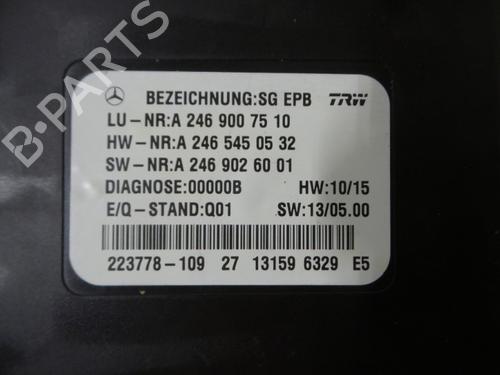 B-PARTS
BEZEICHNUNG:SG EPB TRW
LU-NR:A 246 900 75 10
HW-NR:A 246 545 05 32
SW-NR:A 246 902 60 01
DIAGNOSE:00000B HW:10/15
E/Q-STAND:Q01 SW:13/05.00
223778-109 27 13159 6329 E5